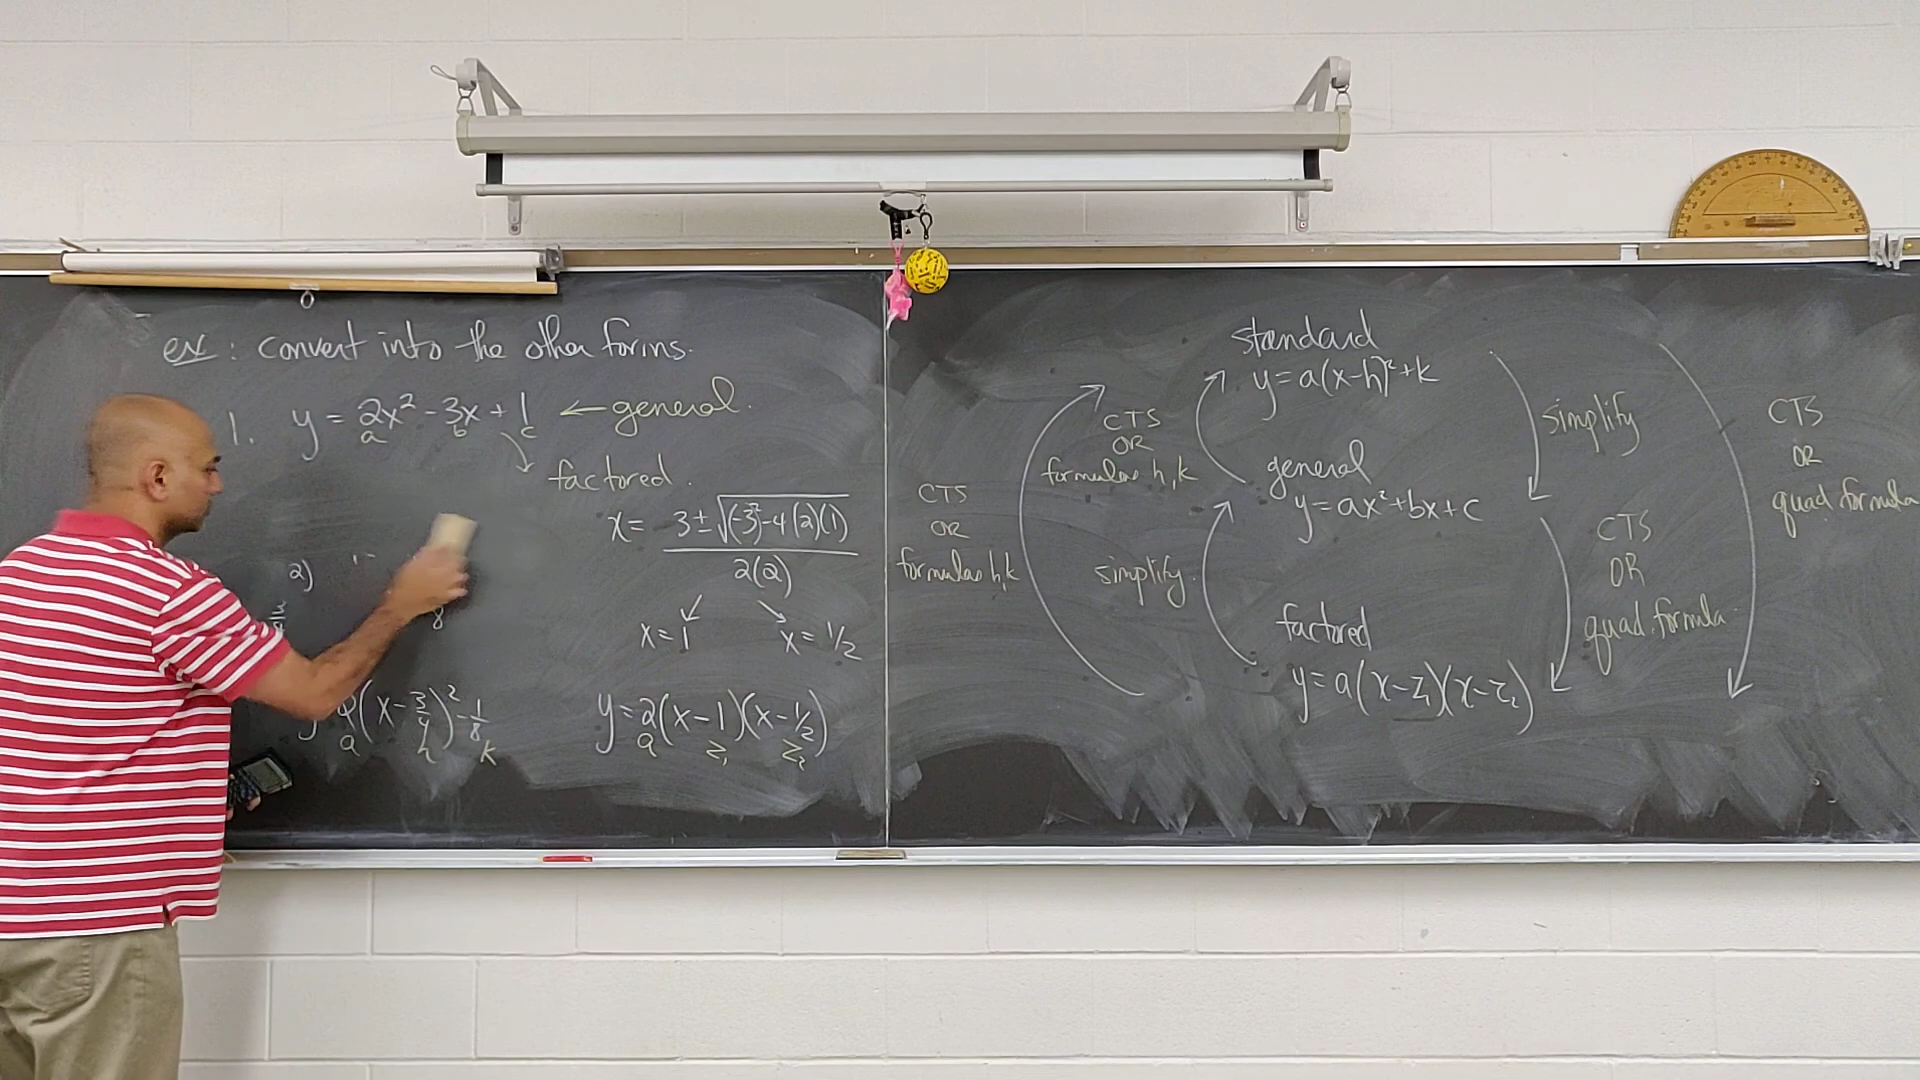 ex: convert into the other forms.
1. y = 2x² - 3x + 1 ← general.
a b c
factored.
x = 3 ± √((-3)² - 4(2)(1))
2(2)
2)
8
x = 1 x = 1/2
2(x - 3/4)² - 1/8
a h k
y = 2(x - 1)(x - 1/2)
a z₁ z₂
standard
y = a(x-h)² + k
general
y = ax² + bx + c
factored
y = a(x - z₁)(x - z₂)
CTS
OR
formulas h, k
CTS
OR
formulas h, k
simplify.
simplify
CTS
OR
quad. formula
CTS
OR
quad formula